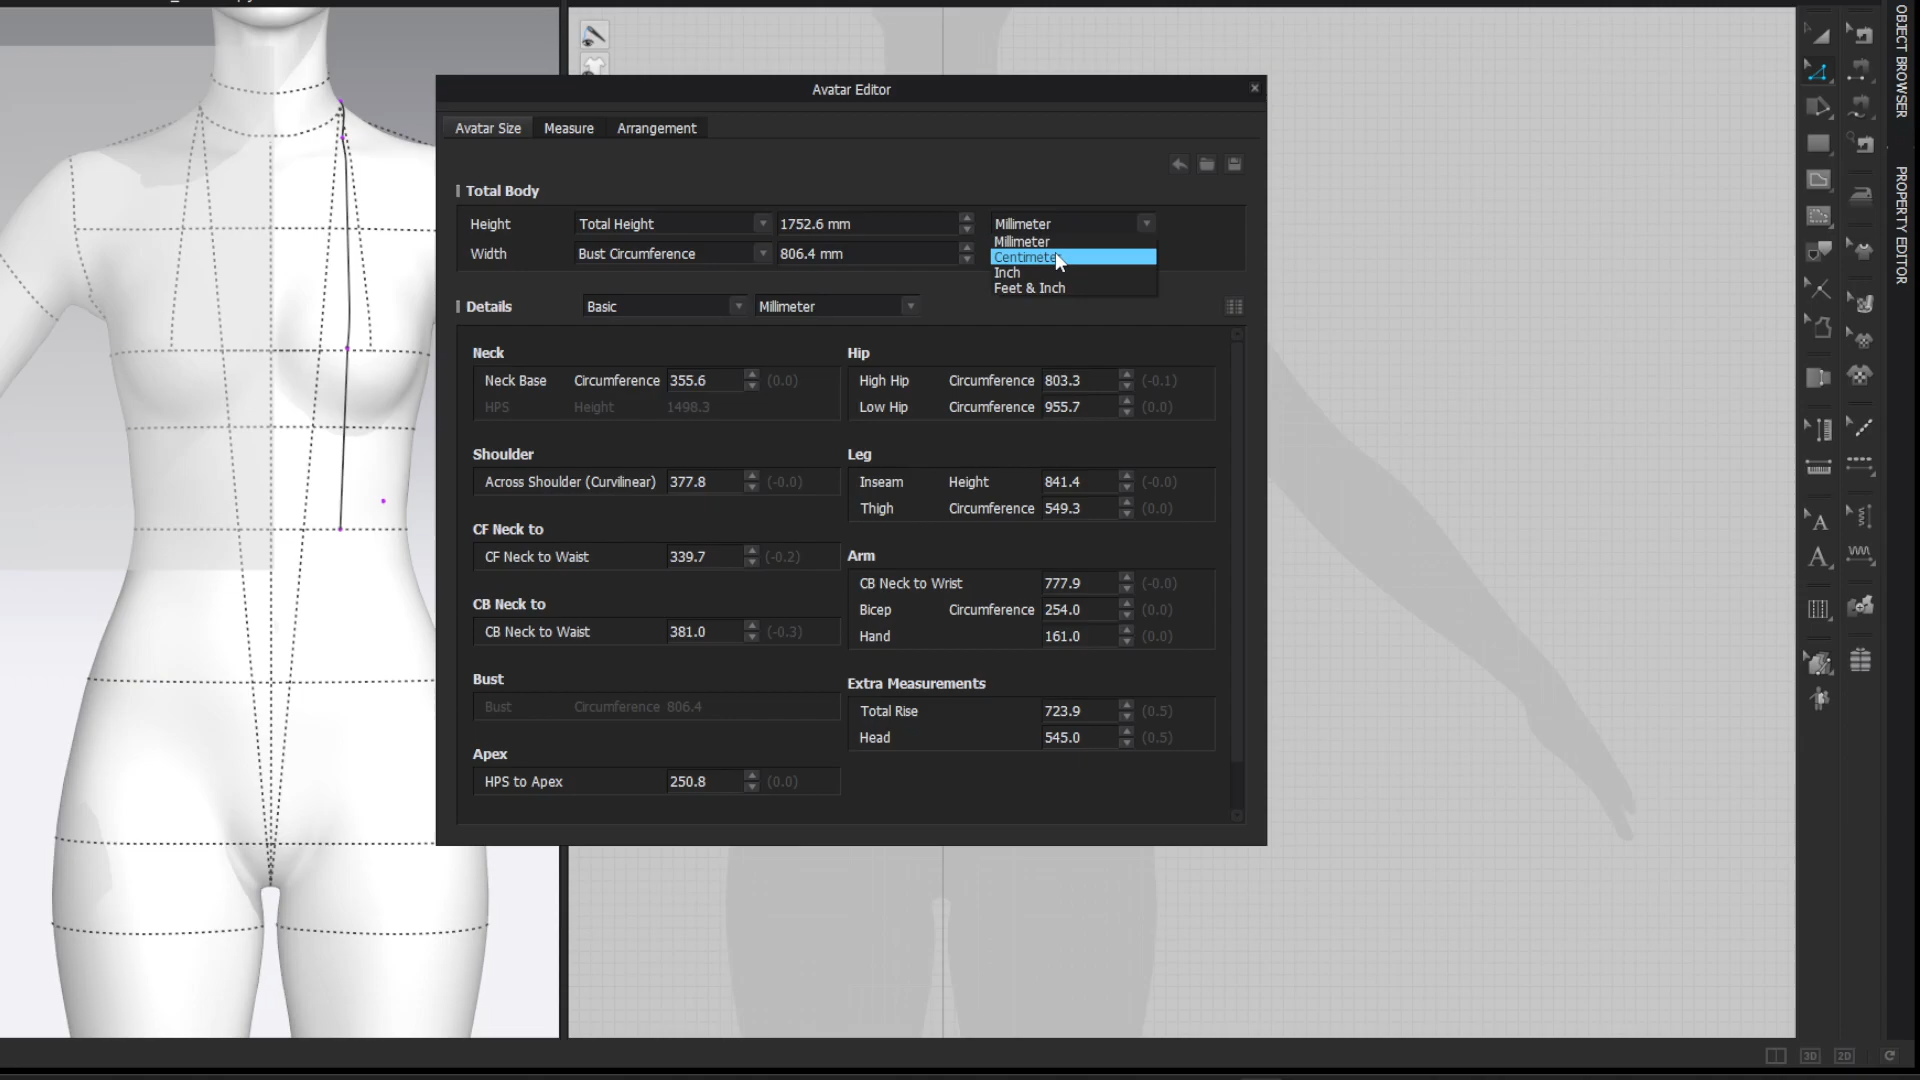 Avatar Editor
Avatar Size Measure Arrangement
Total Body
Height Total Height 1752.6 mm Millimeter
Millimeter
Width Bust Circumference 806.4 mm Centimeter
Inch
Feet & Inch
Details Basic Millimeter
Neck
Neck Base Circumference 355.6 (0.0)
HPS Height 1498.3
Shoulder
Across Shoulder (Curvilinear) 377.8 (-0.0)
CF Neck to
CF Neck to Waist 339.7 (-0.2)
CB Neck to
CB Neck to Waist 381.0 (-0.3)
Bust
Bust Circumference 806.4
Apex
HPS to Apex 250.8 (0.0)
Hip
High Hip Circumference 803.3 (-0.1)
Low Hip Circumference 955.7 (0.0)
Leg
Inseam Height 841.4 (-0.0)
Thigh Circumference 549.3 (0.0)
Arm
CB Neck to Wrist 777.9 (-0.0)
Bicep Circumference 254.0 (0.0)
Hand 161.0 (0.0)
Extra Measurements
Total Rise 723.9 (0.5)
Head 545.0 (0.5)
OBJECT BROWSER
PROPERTY EDITOR
A
A
3D 2D